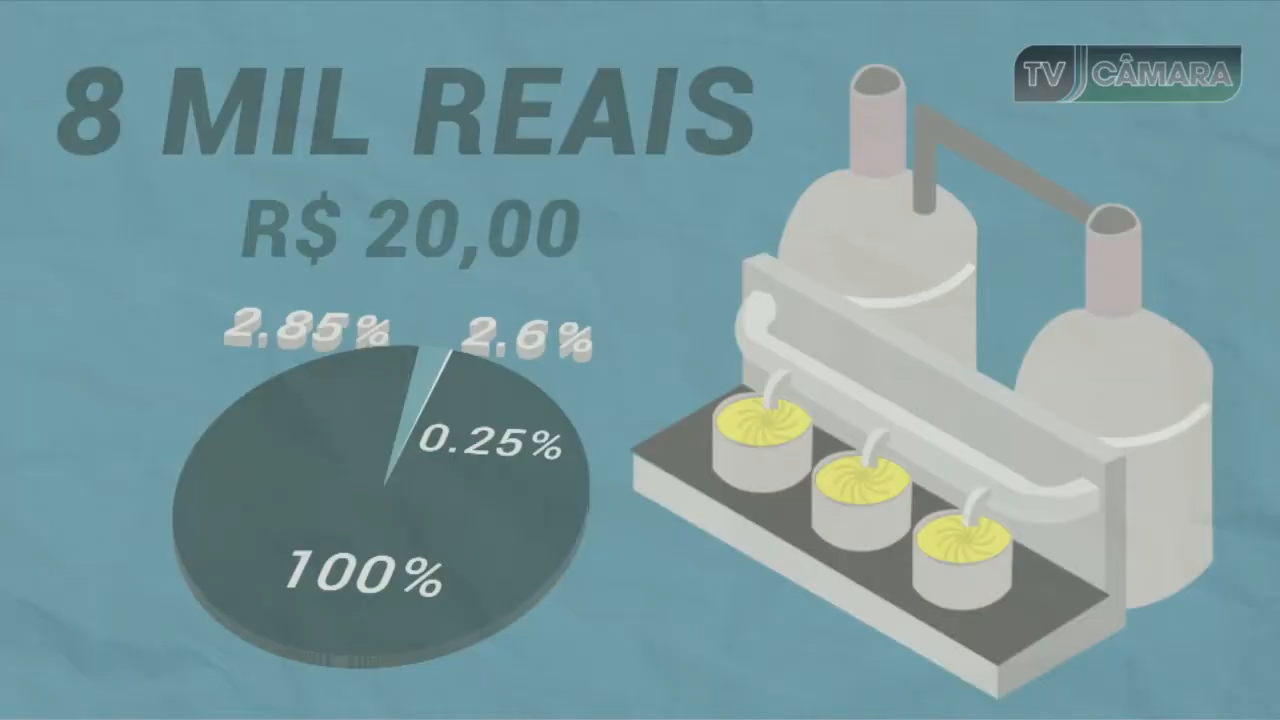 TV CÂMARA
8 MIL REAIS
R$ 20,00
2.85% 2.6%
0.25%
100%